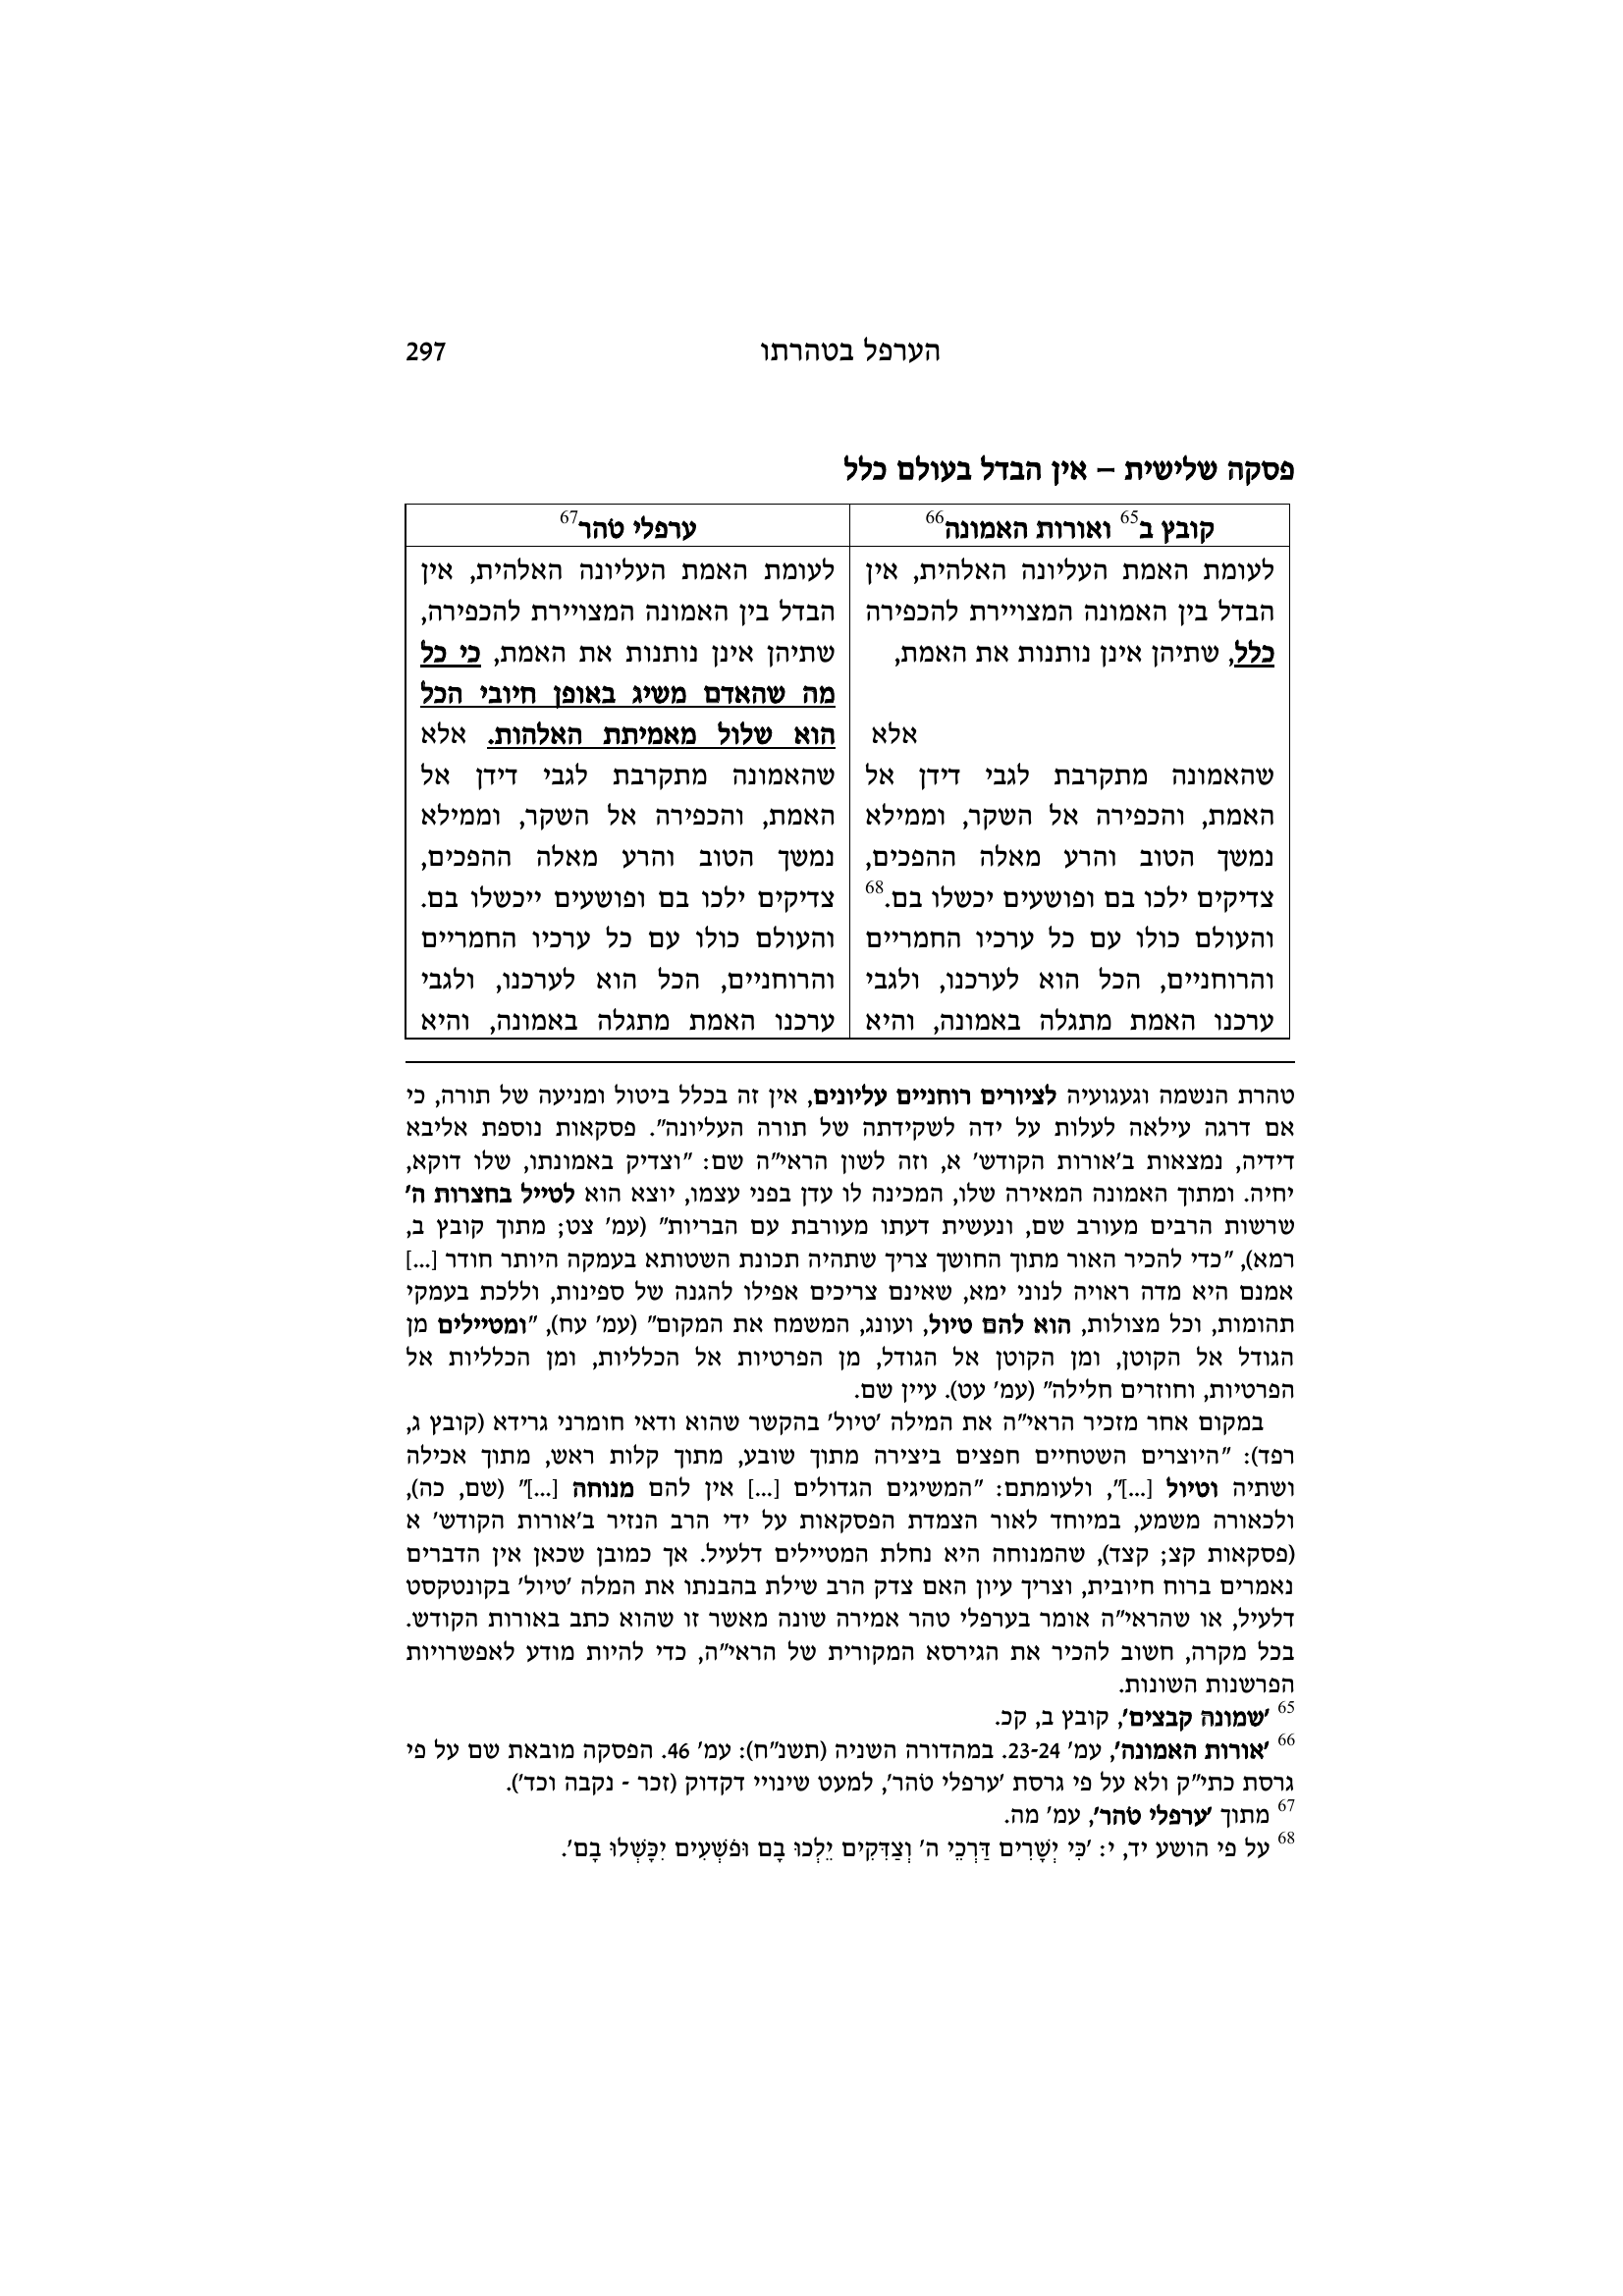 הערפל בטהרתו 297
פסקה שלישית – אין הבדל בעולם כלל
קובץ ב65 ואורות האמונה66
לעומת האמת העליונה האלהית, אין
הבדל בין האמונה המצויירת להכפירה
כלל, שתיהן אינן נותנות את האמת,
אלא
שהאמונה מתקרבת לגבי דידן אל
האמת, והכפירה אל השקר, וממילא
נמשך הטוב והרע מאלה ההפכים,
צדיקים ילכו בם ופושעים יכשלו בם.68
והעולם כולו עם כל ערכיו החמריים
והרוחניים, הכל הוא לערכנו, ולגבי
ערכנו האמת מתגלה באמונה, והיא
ערפלי טֹהר67
לעומת האמת העליונה האלהית, אין
הבדל בין האמונה המצויירת להכפירה,
שתיהן אינן נותנות את האמת, כי כל
מה שהאדם משיג באופן חיובי הכל
הוא שלול מאמיתת האלהות. אלא
שהאמונה מתקרבת לגבי דידן אל
האמת, והכפירה אל השקר, וממילא
נמשך הטוב והרע מאלה ההפכים,
צדיקים ילכו בם ופושעים ייכשלו בם.
והעולם כולו עם כל ערכיו החמריים
והרוחניים, הכל הוא לערכנו, ולגבי
ערכנו האמת מתגלה באמונה, והיא
טהרת הנשמה וגעגועיה לציורים רוחניים עליונים, אין זה בכלל ביטול ומניעה של תורה, כי
אם דרגה עילאה לעלות על ידה לשקידתה של תורה העליונה". פסקאות נוספת אליבא
דידיה, נמצאות ב'אורות הקודש' א, וזה לשון הראי"ה שם: "וצדיק באמונתו, שלו דוקא,
יחיה. ומתוך האמונה המאירה שלו, המכינה לו עדן בפני עצמו, יוצא הוא לטייל בחצרות ה'
שרשות הרבים מעורב שם, ונעשית דעתו מעורבת עם הבריות" (עמ' צט; מתוך קובץ ב,
רמא), "כדי להכיר האור מתוך החושך צריך שתהיה תכונת השטותא בעמקה היותר חודר [...]
אמנם היא מדה ראויה לנוני ימא, שאינם צריכים אפילו להגנה של ספינות, וללכת בעמקי
תהומות, וכל מצולות, הוא להם טיול, ועונג, המשמח את המקום" (עמ' עח), "ומטיילים מן
הגודל אל הקוטן, ומן הקוטן אל הגודל, מן הפרטיות אל הכלליות, ומן הכלליות אל
הפרטיות, וחוזרים חלילה" (עמ' עט). עיין שם.
במקום אחר מזכיר הראי"ה את המילה 'טיול' בהקשר שהוא ודאי חומרני גרידא (קובץ ג,
רפד): "היוצרים השטחיים חפצים ביצירה מתוך שובע, מתוך קלות ראש, מתוך אכילה
ושתיה וטיול [...]", ולעומתם: "המשיגים הגדולים [...] אין להם מנוחה [...]" (שם, כה),
ולכאורה משמע, במיוחד לאור הצמדת הפסקאות על ידי הרב הנזיר ב'אורות הקודש' א
(פסקאות קצ; קצד), שהמנוחה היא נחלת המטיילים דלעיל. אך כמובן שכאן אין הדברים
נאמרים ברוח חיובית, וצריך עיון האם צדק הרב שילת בהבנתו את המלה 'טיול' בקונטקסט
דלעיל, או שהראי"ה אומר בערפלי טהר אמירה שונה מאשר זו שהוא כתב באורות הקודש.
בכל מקרה, חשוב להכיר את הגירסא המקורית של הראי"ה, כדי להיות מודע לאפשרויות
הפרשנות השונות.
65 'שמונה קבצים', קובץ ב, קכ.
66 'אורות האמונה', עמ' 23-24. במהדורה השניה (תשנ"ח): עמ' 46. הפסקה מובאת שם על פי
גרסת כתי"ק ולא על פי גרסת 'ערפלי טֹהר', למעט שינויי דקדוק (זכר - נקבה וכד').
67 מתוך 'ערפלי טֹהר', עמ' מה.
68 על פי הושע יד, י: 'כִּי יְשָׁרִים דַּרְכֵי ה' וְצַדִּקִים יֵלְכוּ בָם וּפֹשְׁעִים יִכָּשְׁלוּ בָם'.